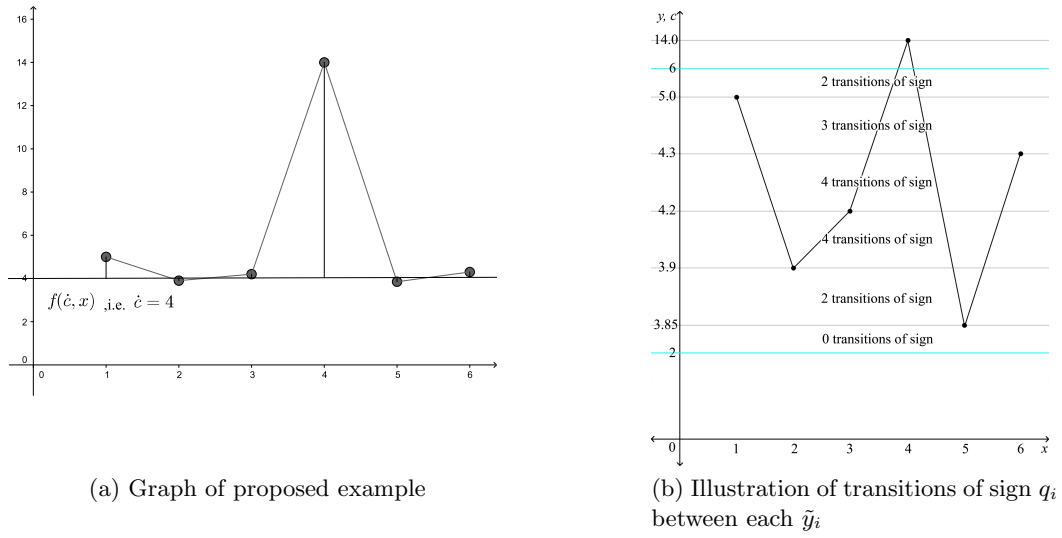 16
14
12
10
8
6
4
2
0
0 1 2 3 4 5 6
f(ċ, x) ,i.e. ċ = 4
(a) Graph of proposed example
y, c
14.0
6
2 transitions of sign
5.0
3 transitions of sign
4.3
4 transitions of sign
4.2
4 transitions of sign
3.9
2 transitions of sign
3.85
0 transitions of sign
2
0 1 2 3 4 5 6 x
(b) Illustration of transitions of sign qᵢ
between each ỹᵢ